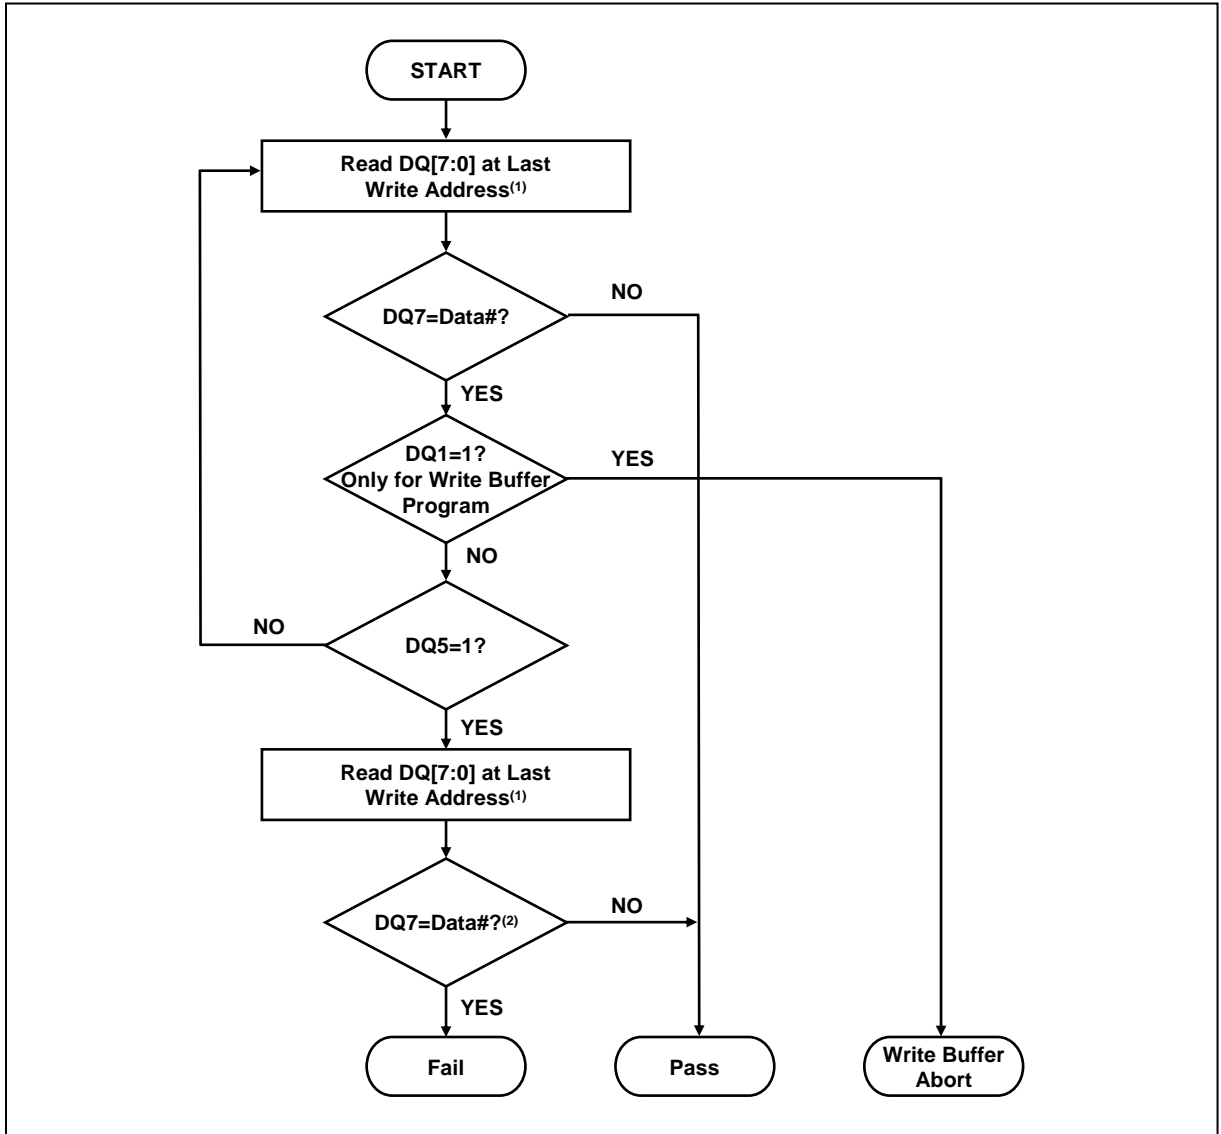 START
Read DQ[7:0] at Last
Write Address(1)
DQ7=Data#?
NO
YES
DQ1=1?
Only for Write Buffer
Program
YES
NO
DQ5=1?
NO
YES
Read DQ[7:0] at Last
Write Address(1)
DQ7=Data#?(2)
NO
YES
Fail
Pass
Write Buffer
Abort